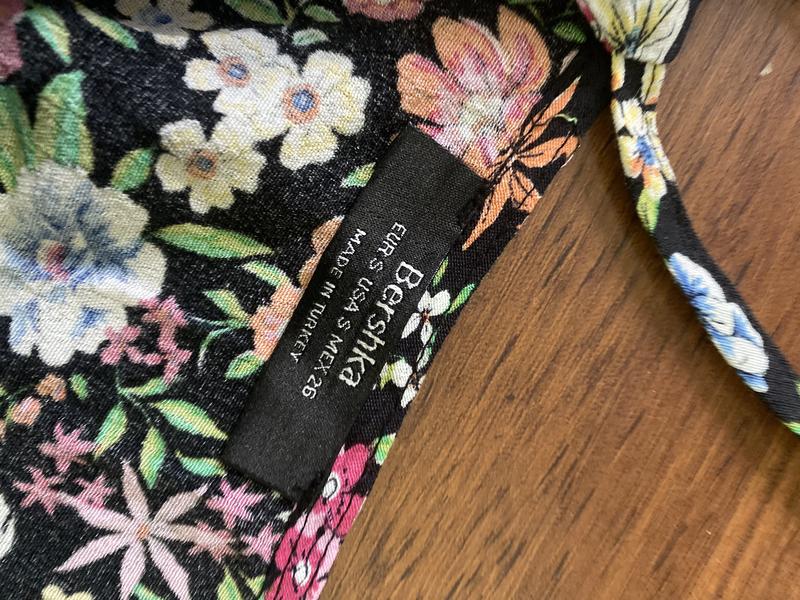 Bershka
EUR S USA S MEX 26
MADE IN TURKEY